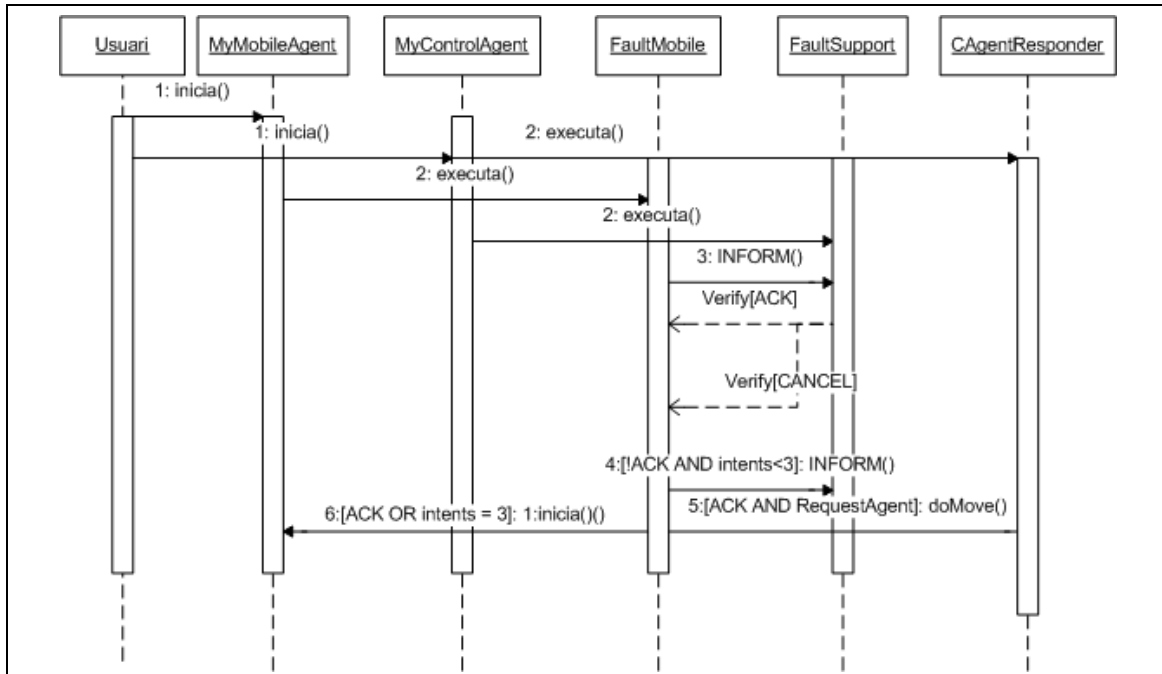 Usuari
MyMobileAgent
MyControlAgent
FaultMobile
FaultSupport
CAgentResponder
1: inicia()
1: inicia()
2: executa()
2: executa()
2: executa()
3: INFORM()
Verify[ACK]
Verify[CANCEL]
4:[!ACK AND intents<3]: INFORM()
5:[ACK AND RequestAgent]: doMove()
6:[ACK OR intents = 3]: 1:inicia()()